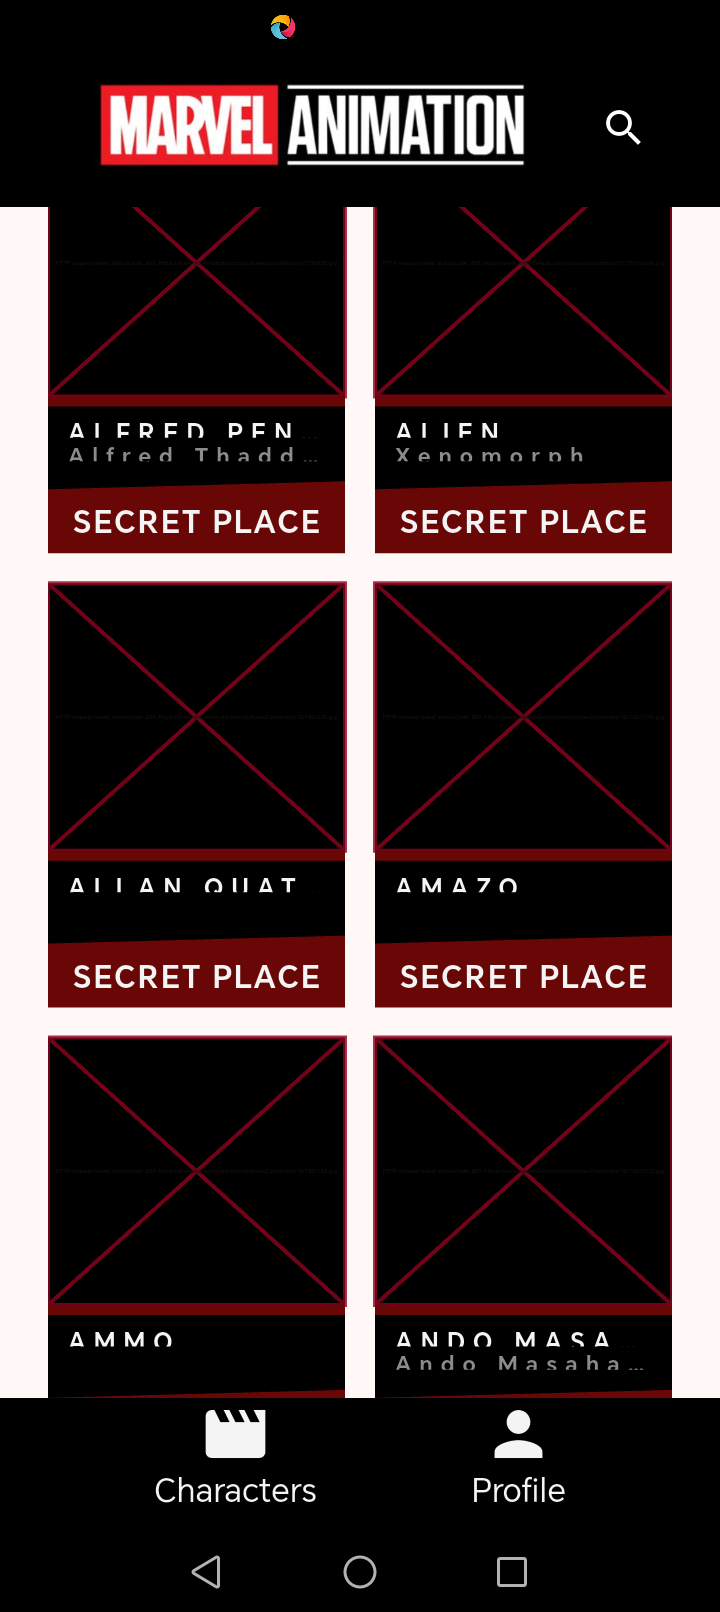 MARVEL ANIMATION
ALFRED PEN...
Alfred Thadd...
SECRET PLACE
ALIEN
Xenomorph
SECRET PLACE
ALLAN QUAT...
SECRET PLACE
AMAZO
SECRET PLACE
AMMO
ANDO MASA...
Ando Masaha...
Characters
Profile